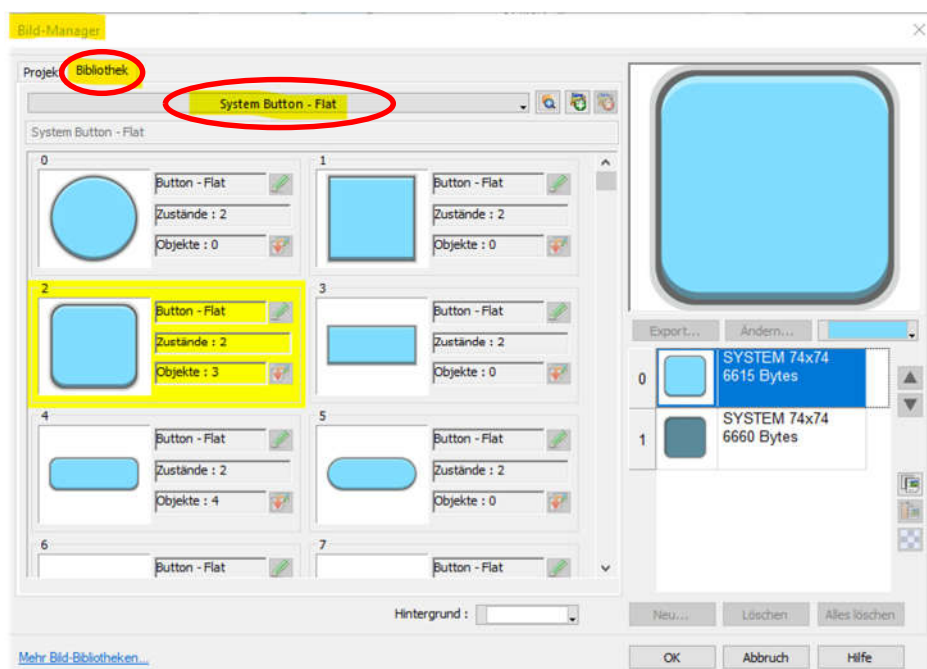 Bild-Manager
Projekt Bibliothek
System Button - Flat
System Button - Flat
0
Button - Flat
Zustände : 2
Objekte : 0
1
Button - Flat
Zustände : 2
Objekte : 0
2
Button - Flat
Zustände : 2
Objekte : 3
3
Button - Flat
Zustände : 2
Objekte : 0
4
Button - Flat
Zustände : 2
Objekte : 4
5
Button - Flat
Zustände : 2
Objekte : 0
6
Button - Flat
7
Button - Flat
Hintergrund :
Mehr Bild-Bibliotheken...
Export... Ändern...
0
SYSTEM 74x74
6615 Bytes
1
SYSTEM 74x74
6660 Bytes
Neu... Löschen Alles löschen
OK Abbruch Hilfe